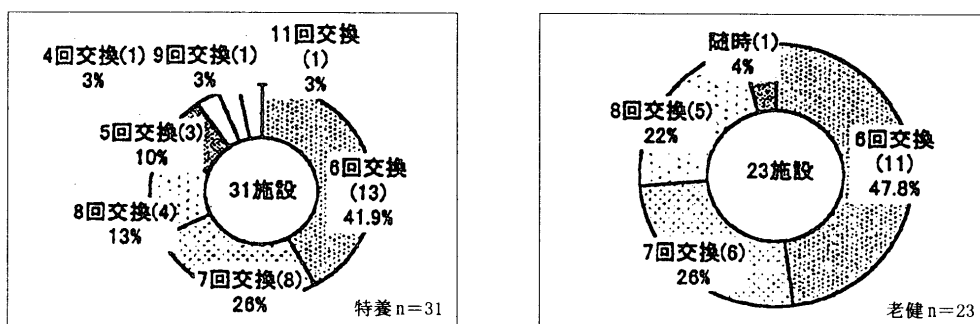 4回交換(1)
3%
9回交換(1)
3%
11回交換
(1)
3%
5回交換(3)
10%
8回交換(4)
13%
7回交換(8)
26%
6回交換
(13)
41.9%
31施設
特養n=31
随時(1)
4%
8回交換(5)
22%
7回交換(6)
26%
6回交換
(11)
47.8%
23施設
老健n=23